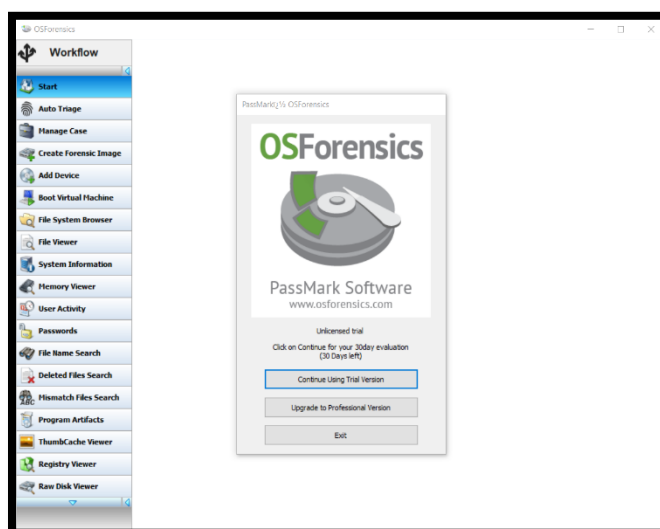 OSForensics
Workflow
Start
Auto Triage
Manage Case
Create Forensic Image
Add Device
Boot Virtual Machine
File System Browser
File Viewer
System Information
Memory Viewer
User Activity
Passwords
File Name Search
Deleted Files Search
Mismatch Files Search
Program Artifacts
ThumbCache Viewer
Registry Viewer
Raw Disk Viewer
PassMarkï¿½ OSForensics
OSForensics
PassMark Software
www.osforensics.com
Unlicensed trial
Click on Continue for your 30day evaluation
(30 Days left)
Continue Using Trial Version
Upgrade to Professional Version
Exit